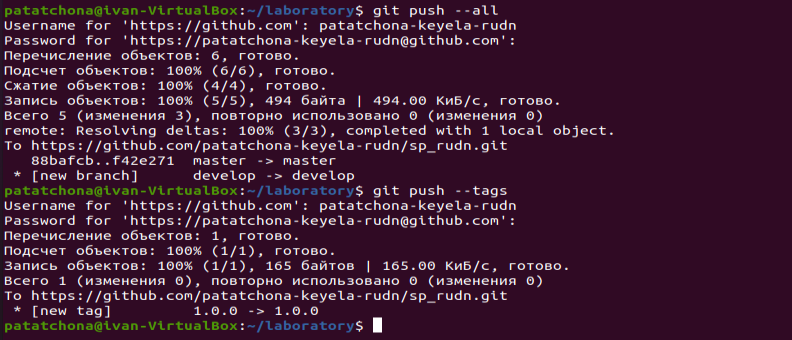 patatchona@ivan-VirtualBox:~/laboratory$ git push --all
Username for 'https://github.com': patatchona-keyela-rudn
Password for 'https://patatchona-keyela-rudn@github.com':
Перечисление объектов: 6, готово.
Подсчет объектов: 100% (6/6), готово.
Сжатие объектов: 100% (4/4), готово.
Запись объектов: 100% (5/5), 494 байта | 494.00 КиБ/с, готово.
Всего 5 (изменения 3), повторно использовано 0 (изменения 0)
remote: Resolving deltas: 100% (3/3), completed with 1 local object.
To https://github.com/patatchona-keyela-rudn/sp_rudn.git
   88bafcb..f42e271  master -> master
 * [new branch]      develop -> develop
patatchona@ivan-VirtualBox:~/laboratory$ git push --tags
Username for 'https://github.com': patatchona-keyela-rudn
Password for 'https://patatchona-keyela-rudn@github.com':
Перечисление объектов: 1, готово.
Подсчет объектов: 100% (1/1), готово.
Запись объектов: 100% (1/1), 165 байтов | 165.00 КиБ/с, готово.
Всего 1 (изменения 0), повторно использовано 0 (изменения 0)
To https://github.com/patatchona-keyela-rudn/sp_rudn.git
 * [new tag]         1.0.0 -> 1.0.0
patatchona@ivan-VirtualBox:~/laboratory$